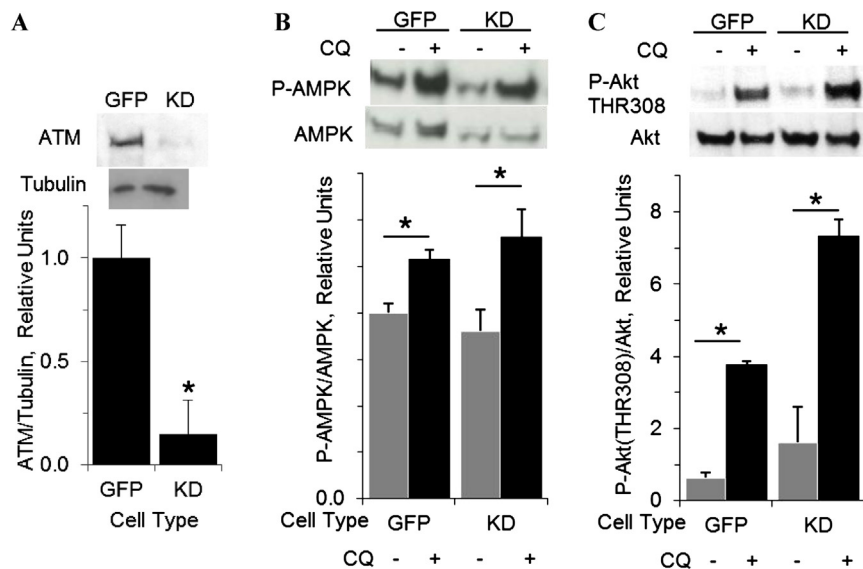 A
GFP KD
ATM
Tubulin
ATM/Tubulin, Relative Units
1.0
0.5
0.0
*
GFP KD
Cell Type
B
GFP KD
CQ - + - +
P-AMPK
AMPK
P-AMPK/AMPK, Relative Units
* *
0.0
Cell Type GFP KD
CQ - + - +
C
GFP KD
CQ - + - +
P-Akt
THR308
Akt
P-Akt(THR308)/Akt, Relative Units
8
6
4
2
0
* *
Cell Type GFP KD
CQ - + - +